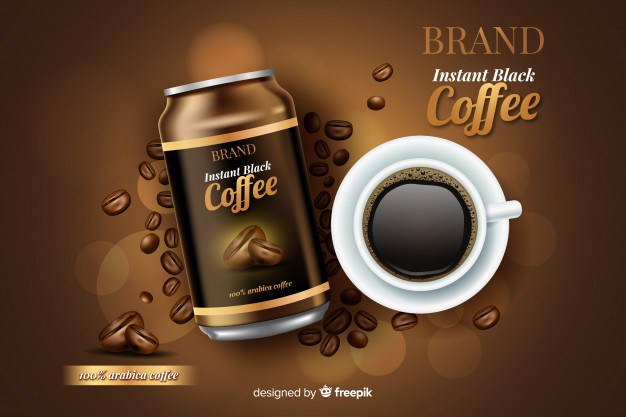 BRAND
Instant Black
Coffee
BRAND
Instant Black
Coffee
100% arabica coffee
100% arabica coffee
designed by freepik